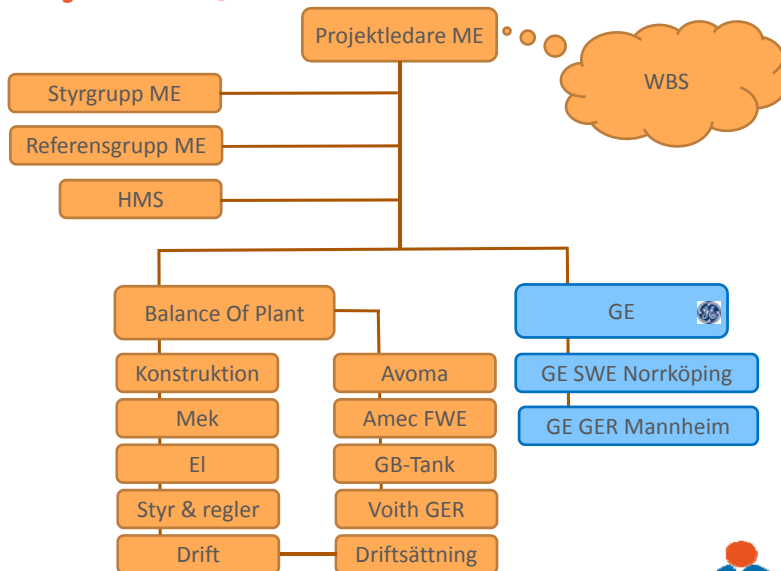 Projektledare ME
WBS
Styrgrupp ME
Referensgrupp ME
HMS
Balance Of Plant
GE
Konstruktion
Avoma
GE SWE Norrköping
Mek
Amec FWE
GE GER Mannheim
El
GB-Tank
Styr & regler
Voith GER
Drift
Driftsättning